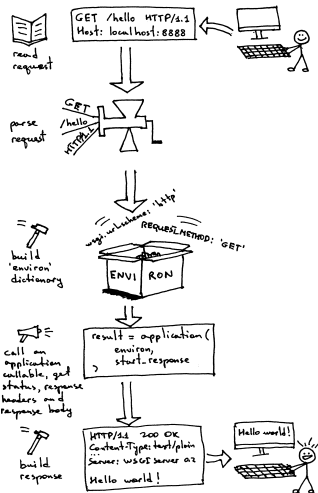 GET /hello HTTP/1.1
Host: localhost:8888
read
request
GET
/hello
HTTP/1.1
parse
request
wsgi.url_scheme: 'http'
REQUEST_METHOD: 'GET'
build
'environ'
dictionary
ENVI RON
result = application(
environ,
start_response
)
call an
application
callable, get
status, response
headers and
response body
HTTP/1.1 200 OK
Content-Type: text/plain
...
Server: WSGIServer 0.2
Hello world!
Hello world!
build
response